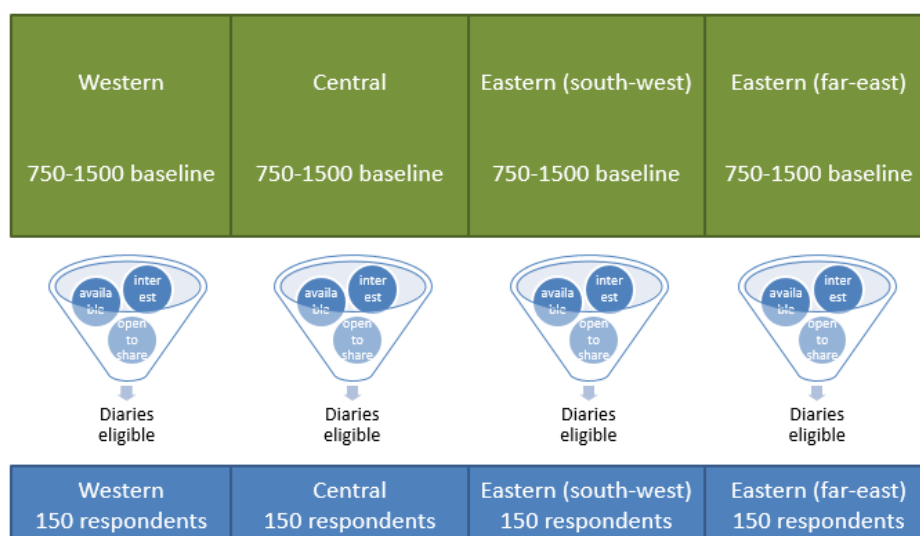 Western
Central
Eastern (south-west)
Eastern (far-east)
750-1500 baseline
750-1500 baseline
750-1500 baseline
750-1500 baseline
availa
ble
inter
est
open
to
share
availa
ble
inter
est
open
to
share
availa
ble
inter
est
open
to
share
availa
ble
inter
est
open
to
share
Diaries
eligible
Diaries
eligible
Diaries
eligible
Diaries
eligible
Western
150 respondents
Central
150 respondents
Eastern (south-west)
150 respondents
Eastern (far-east)
150 respondents